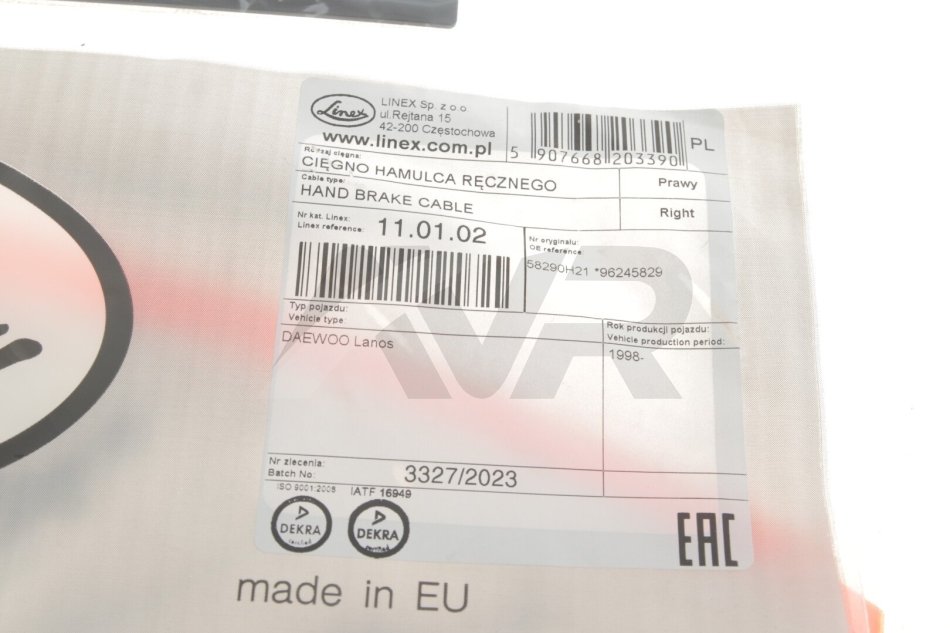 Linex
LINEX Sp. z o.o
ul.Rejtana 15
42-200 Częstochowa
www.linex.com.pl
5 907668 203390
PL
Rodzaj cięgna:
CIĘGNO HAMULCA RĘCZNEGO
Prawy
Cable type:
HAND BRAKE CABLE
Right
Nr kat. Linex:
Linex reference:
11.01.02
Nr oryginału:
OE reference:
58290H21 *96245829
AVR
Typ pojazdu:
Vehicle type:
DAEWOO Lanos
Rok produkcji pojazdu:
Vehicle production period:
1998-
Nr zlecenia:
Batch No:
3327/2023
ISO 9001:2008
IATF 16949
DEKRA
certified
DEKRA
certified
EAC
made in EU